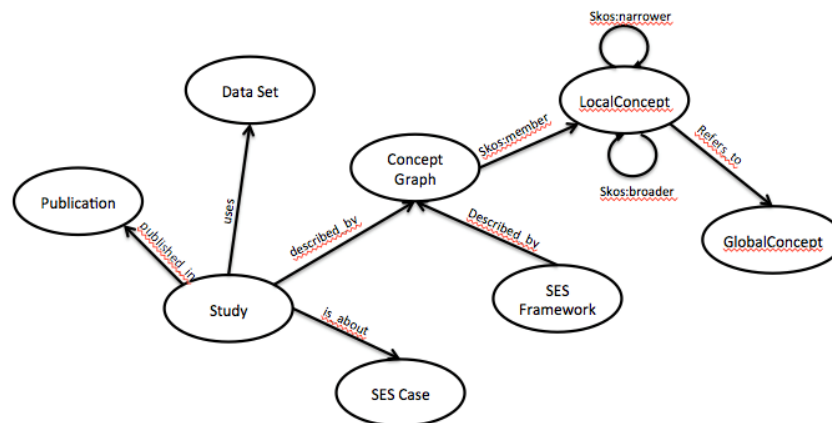 Skos:narrower
Data Set
LocalConcept
Skos:member
Refers_to
Concept
Graph
Skos:broader
Publication
uses
published_in
described_by
Described_by
GlobalConcept
Study
SES
Framework
is_about
SES Case